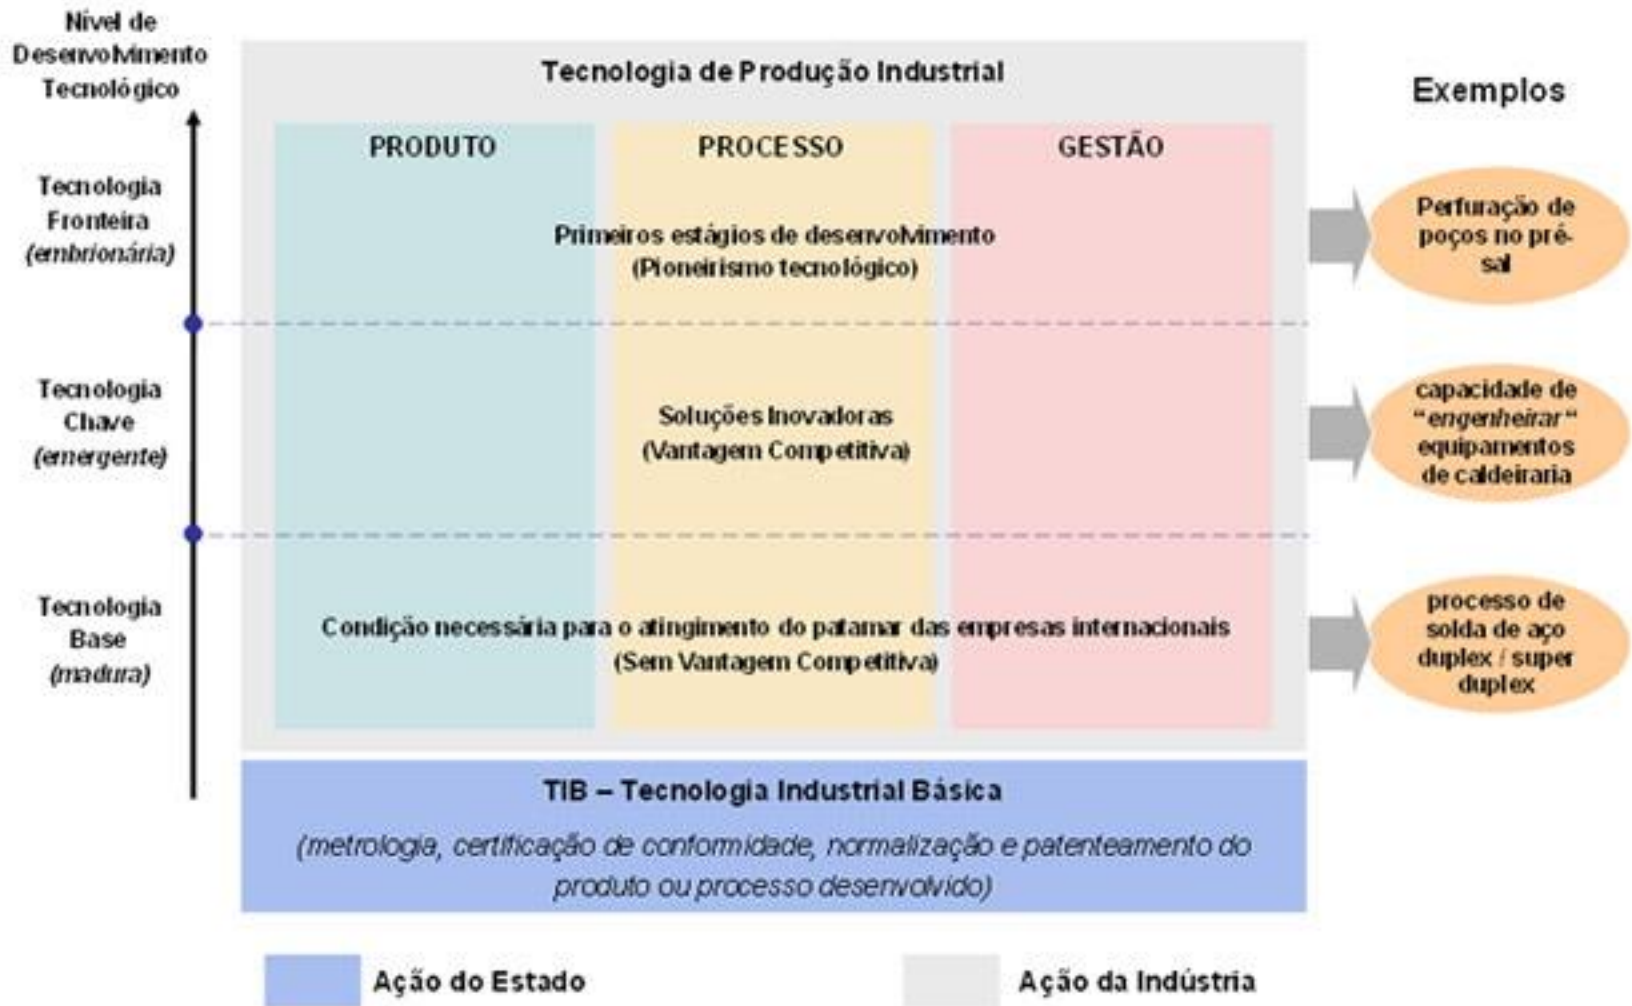 Nível de
Desenvolvimento
Tecnológico
Tecnologia de Produção Industrial
Exemplos
PRODUTO
PROCESSO
GESTÃO
Tecnologia
Fronteira
(embrionária)
Primeiros estágios de desenvolvimento
(Pioneirismo tecnológico)
Perfuração de
poços no pré-
sal
Tecnologia
Chave
(emergente)
Soluções Inovadoras
(Vantagem Competitiva)
capacidade de
“engenheirar“
equipamentos
de caldeiraria
Tecnologia
Base
(madura)
Condição necessária para o atingimento do patamar das empresas internacionais
(Sem Vantagem Competitiva)
processo de
solda de aço
duplex / super
duplex
TIB – Tecnologia Industrial Básica
(metrologia, certificação de conformidade, normalização e patenteamento do
produto ou processo desenvolvido)
Ação do Estado
Ação da Indústria